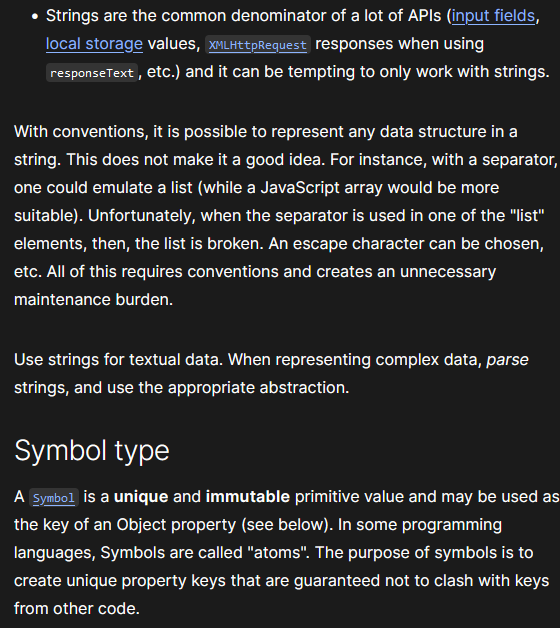 • Strings are the common denominator of a lot of APIs (input fields,
local storage values, XMLHttpRequest responses when using
responseText, etc.) and it can be tempting to only work with strings.
With conventions, it is possible to represent any data structure in a
string. This does not make it a good idea. For instance, with a separator,
one could emulate a list (while a JavaScript array would be more
suitable). Unfortunately, when the separator is used in one of the "list"
elements, then, the list is broken. An escape character can be chosen,
etc. All of this requires conventions and creates an unnecessary
maintenance burden.
Use strings for textual data. When representing complex data, parse
strings, and use the appropriate abstraction.
Symbol type
A Symbol is a unique and immutable primitive value and may be used as
the key of an Object property (see below). In some programming
languages, Symbols are called "atoms". The purpose of symbols is to
create unique property keys that are guaranteed not to clash with keys
from other code.